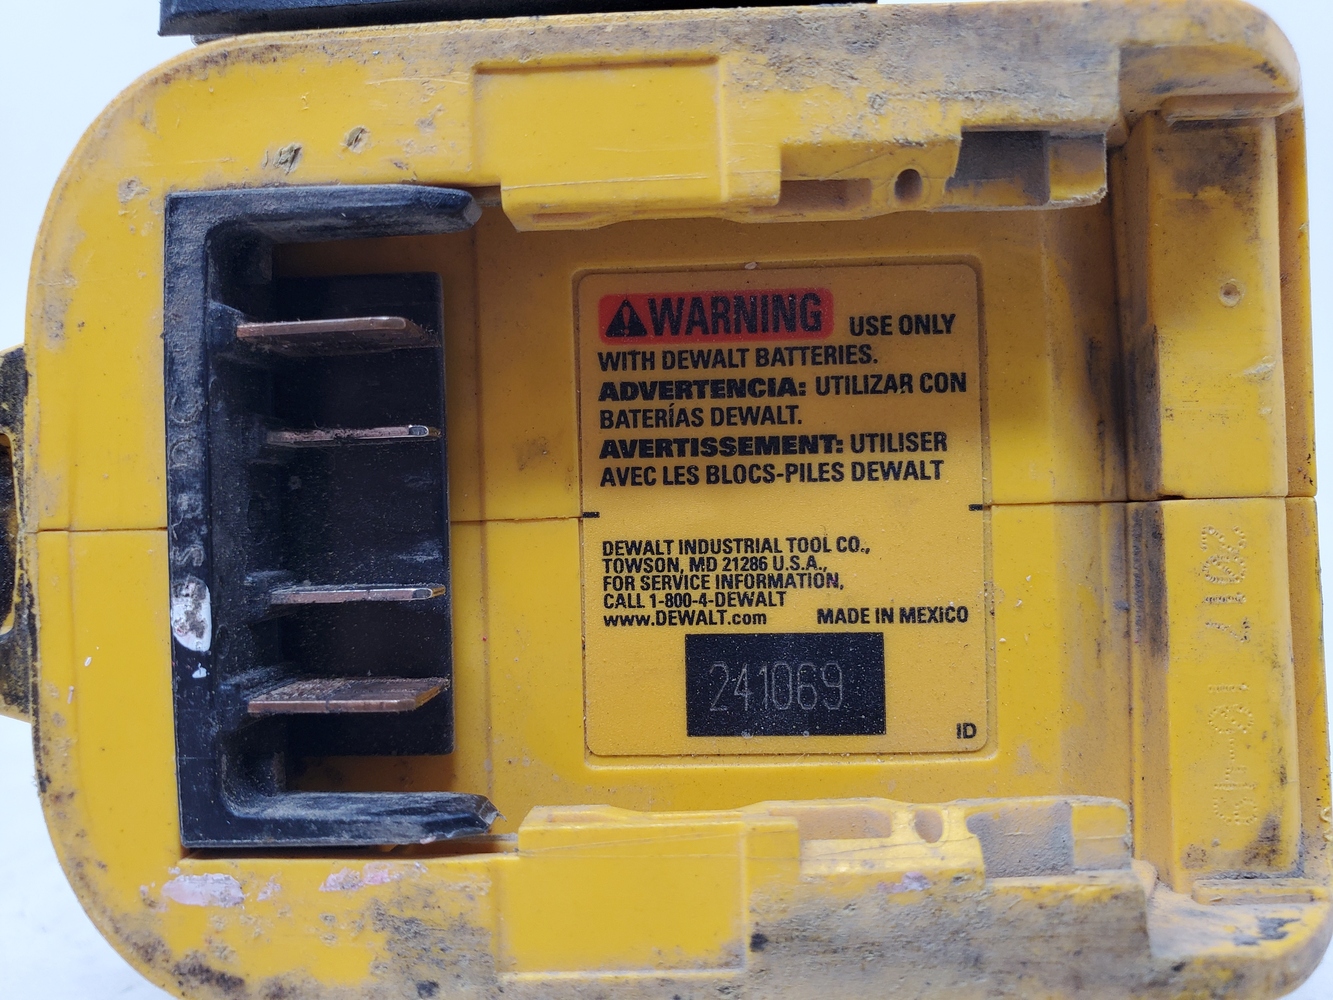 WARNING USE ONLY
WITH DEWALT BATTERIES.
ADVERTENCIA: UTILIZAR CON
BATERÍAS DEWALT.
AVERTISSEMENT: UTILISER
AVEC LES BLOCS-PILES DEWALT
DEWALT INDUSTRIAL TOOL CO.,
TOWSON, MD 21286 U.S.A.,
FOR SERVICE INFORMATION,
CALL 1-800-4-DEWALT
www.DEWALT.com MADE IN MEXICO
241069
ID
2017